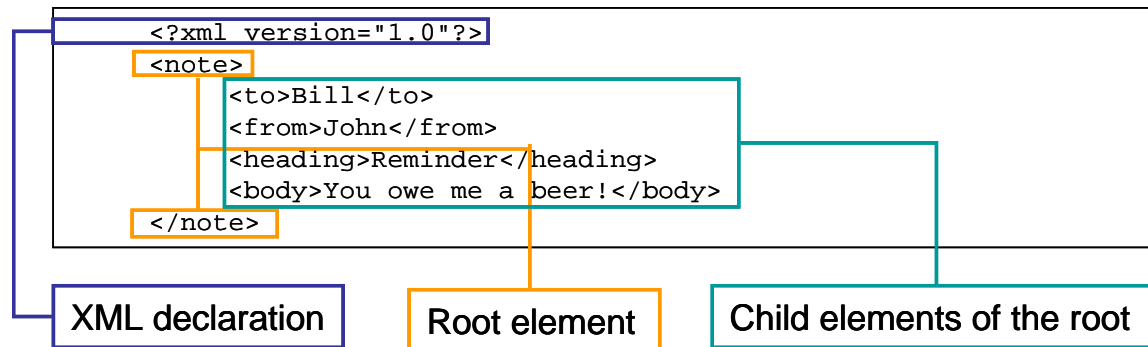 <?xml version="1.0"?>
<note>
<to>Bill</to>
<from>John</from>
<heading>Reminder</heading>
<body>You owe me a beer!</body>
</note>
XML declaration
Root element
Child elements of the root